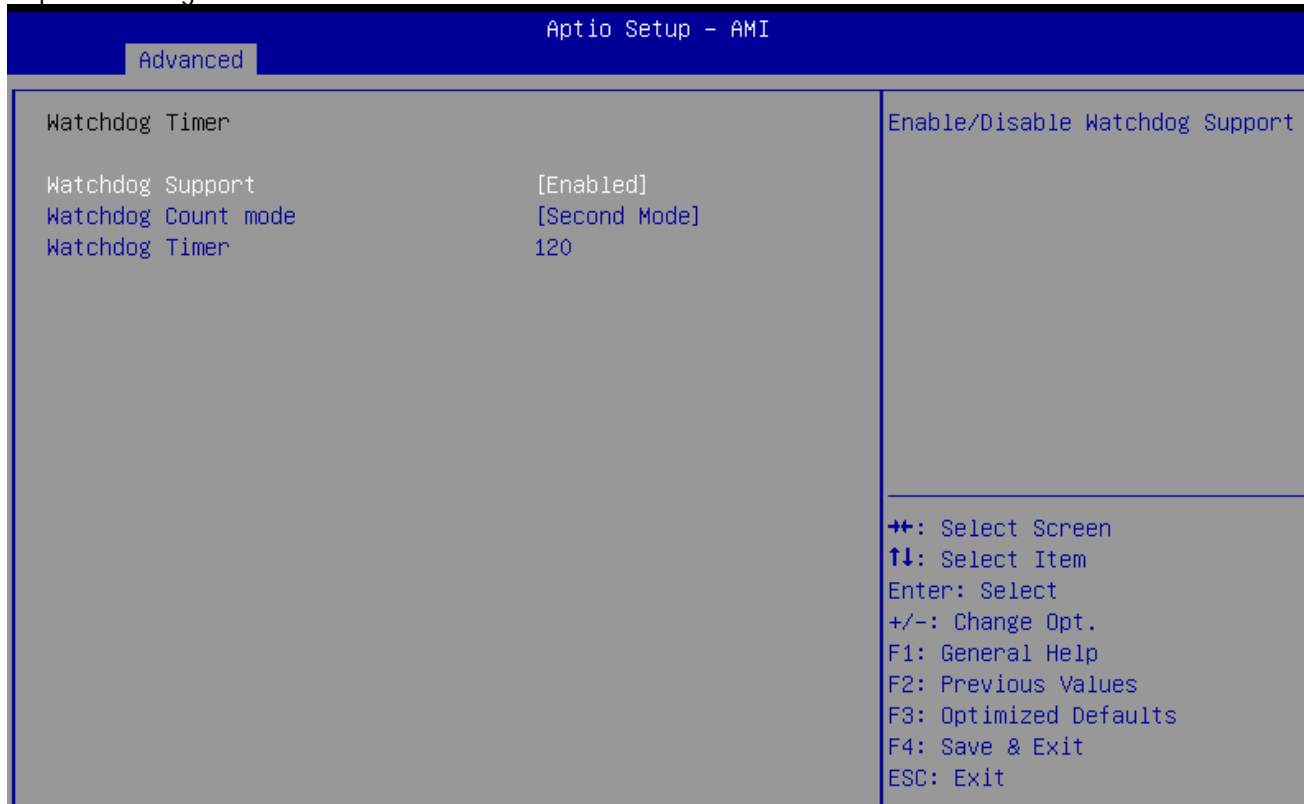 Aptio Setup – AMI
Advanced
Watchdog Timer
Watchdog Support [Enabled]
Watchdog Count mode [Second Mode]
Watchdog Timer 120
Enable/Disable Watchdog Support
→←: Select Screen
↑↓: Select Item
Enter: Select
+/-: Change Opt.
F1: General Help
F2: Previous Values
F3: Optimized Defaults
F4: Save & Exit
ESC: Exit